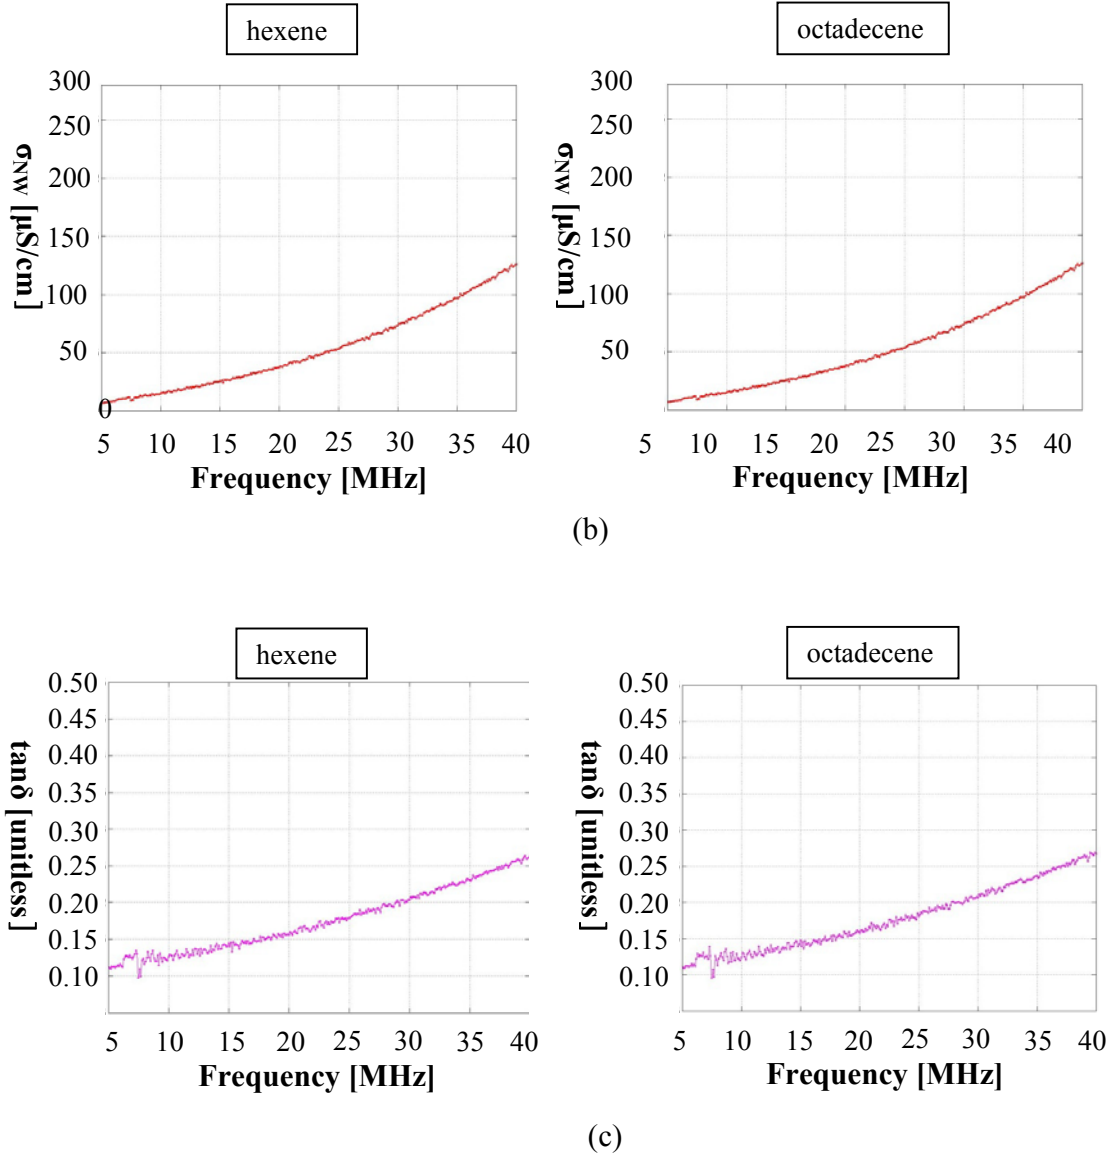 hexene
octadecene
300
250
200
150
100
50
0
σNW [µS/cm]
5 10 15 20 25 30 35 40
Frequency [MHz]
300
250
200
150
100
50
σNW [µS/cm]
5 10 15 20 25 30 35 40
Frequency [MHz]
(b)
hexene
octadecene
0.50
0.45
0.40
0.35
0.30
0.25
0.20
0.15
0.10
tanδ [unitless]
5 10 15 20 25 30 35 40
Frequency [MHz]
0.50
0.45
0.40
0.35
0.30
0.25
0.20
0.15
0.10
tanδ [unitless]
5 10 15 20 25 30 35 40
Frequency [MHz]
(c)